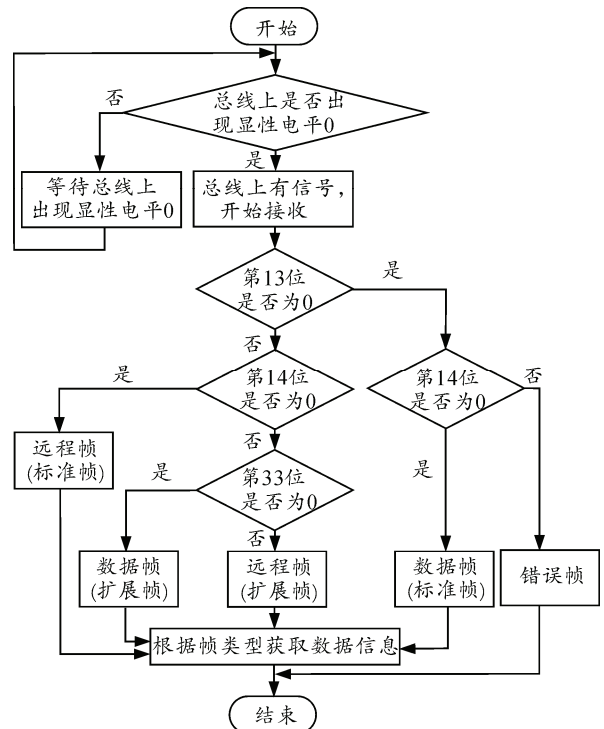 开始
总线上是否出
现显性电平0
否
是
等待总线上
出现显性电平0
总线上有信号，
开始接收
第13位
是否为0
是
否
第14位
是否为0
是
否
第14位
是否为0
否
是
远程帧
(标准帧)
第33位
是否为0
是
否
数据帧
(扩展帧)
远程帧
(扩展帧)
数据帧
(标准帧)
错误帧
根据帧类型获取数据信息
结束